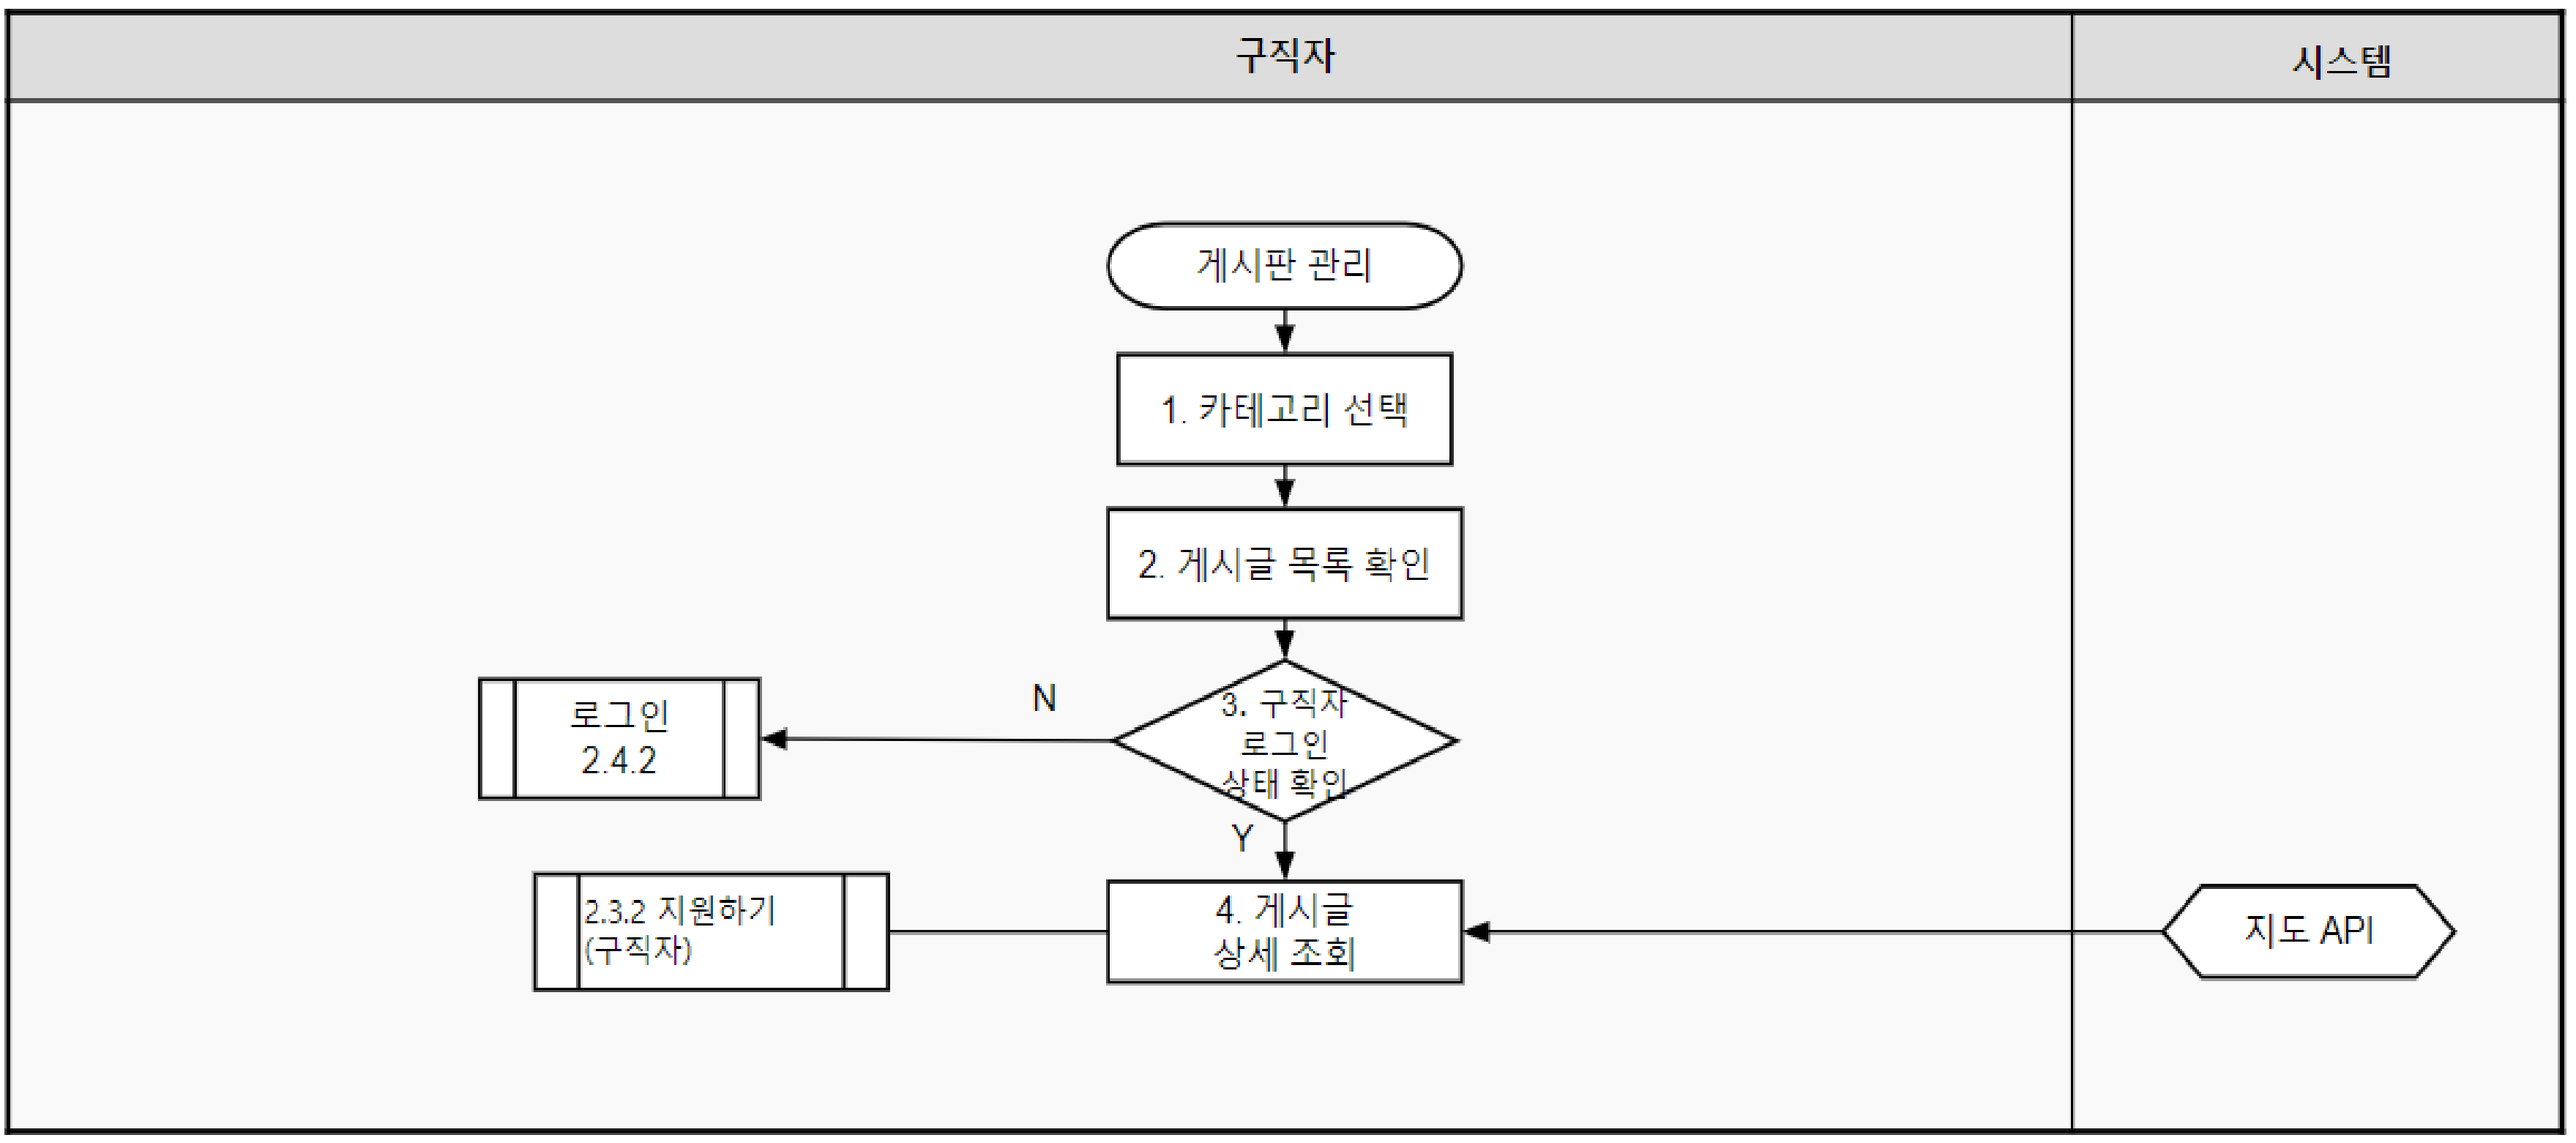 구직자
시스템
게시판 관리
1. 카테고리 선택
2. 게시글 목록 확인
3. 구직자
로그인
상태 확인
N
로그인
2.4.2
Y
4. 게시글
상세 조회
2.3.2 지원하기
(구직자)
지도 API